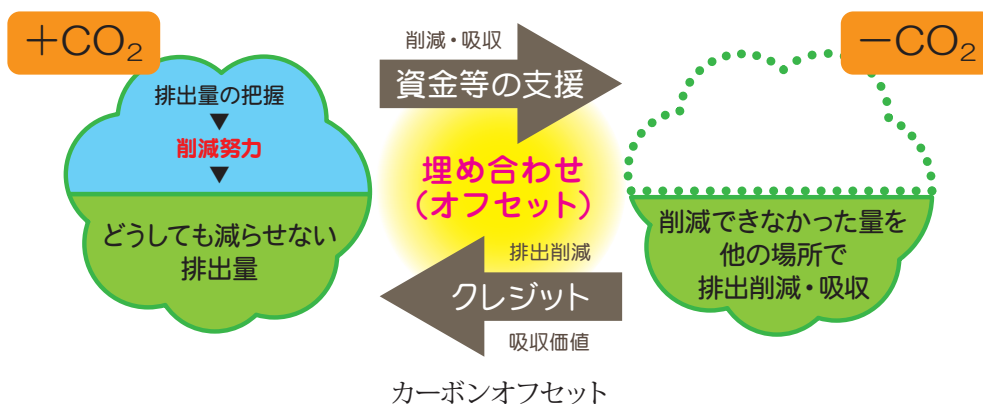 +CO₂
排出量の把握
▼
削減努力
▼
どうしても減らせない
排出量
削減・吸収
資金等の支援
埋め合わせ
(オフセット)
排出削減
クレジット
吸収価値
−CO₂
削減できなかった量を
他の場所で
排出削減・吸収
カーボンオフセット